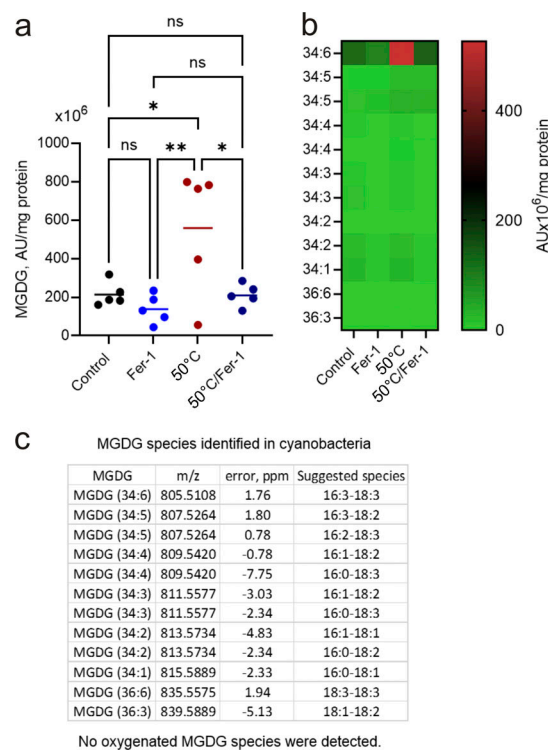 a
ns
ns
*
ns
**
*
x10⁶
1000
800
600
400
200
0
MGDG, AU/mg protein
Control
Fer-1
50°C
50°C/Fer-1
b
34:6
34:5
34:5
34:4
34:4
34:3
34:3
34:2
34:2
34:1
36:6
36:3
Control
Fer-1
50°C
50°C/Fer-1
400
200
0
AUx10⁶/mg protein
c
MGDG species identified in cyanobacteria
MGDG m/z error, ppm Suggested species
MGDG (34:6) 805.5108 1.76 16:3-18:3
MGDG (34:5) 807.5264 1.80 16:3-18:2
MGDG (34:5) 807.5264 0.78 16:2-18:3
MGDG (34:4) 809.5420 -0.78 16:1-18:2
MGDG (34:4) 809.5420 -7.75 16:0-18:3
MGDG (34:3) 811.5577 -3.03 16:1-18:2
MGDG (34:3) 811.5577 -2.34 16:0-18:3
MGDG (34:2) 813.5734 -4.83 16:1-18:1
MGDG (34:2) 813.5734 -2.34 16:0-18:2
MGDG (34:1) 815.5889 -2.33 16:0-18:1
MGDG (36:6) 835.5575 1.94 18:3-18:3
MGDG (36:3) 839.5889 -5.13 18:1-18:2
No oxygenated MGDG species were detected.